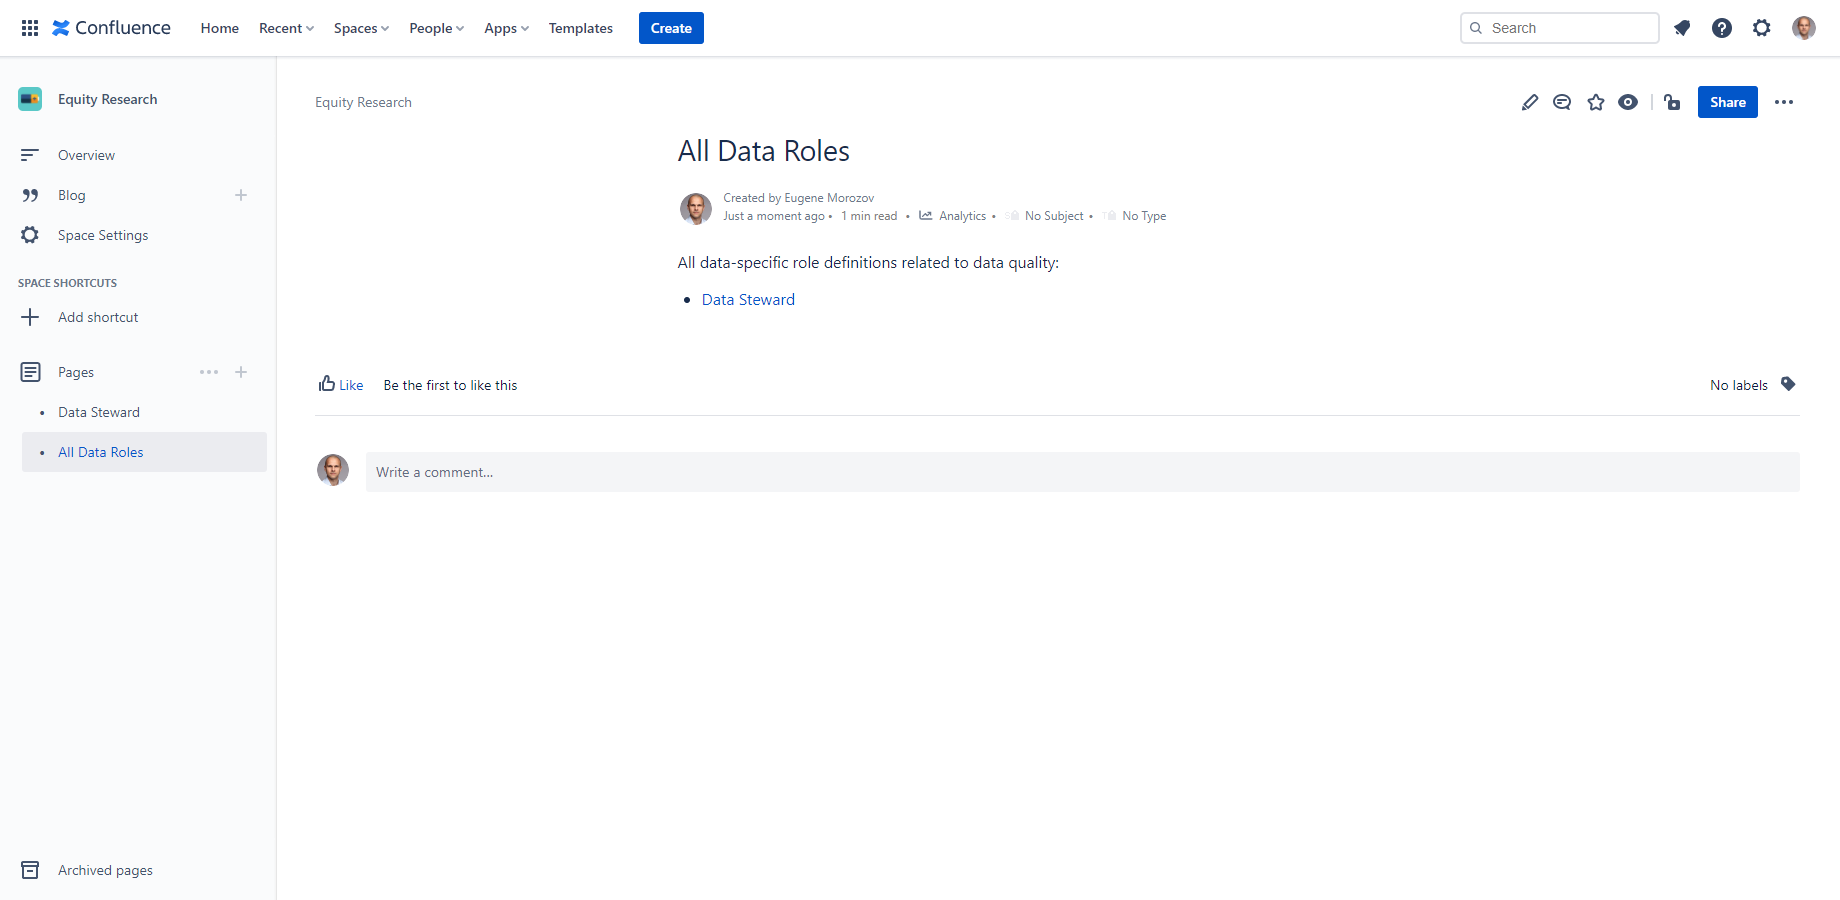 Confluence Home Recent Spaces People Apps Templates Create Search
Equity Research
Overview
Blog
Space Settings
SPACE SHORTCUTS
Add shortcut
Pages
Data Steward
All Data Roles
Archived pages
Equity Research
Share
All Data Roles
Created by Eugene Morozov
Just a moment ago • 1 min read • Analytics • No Subject • No Type
All data-specific role definitions related to data quality:
• Data Steward
Like Be the first to like this No labels
Write a comment...